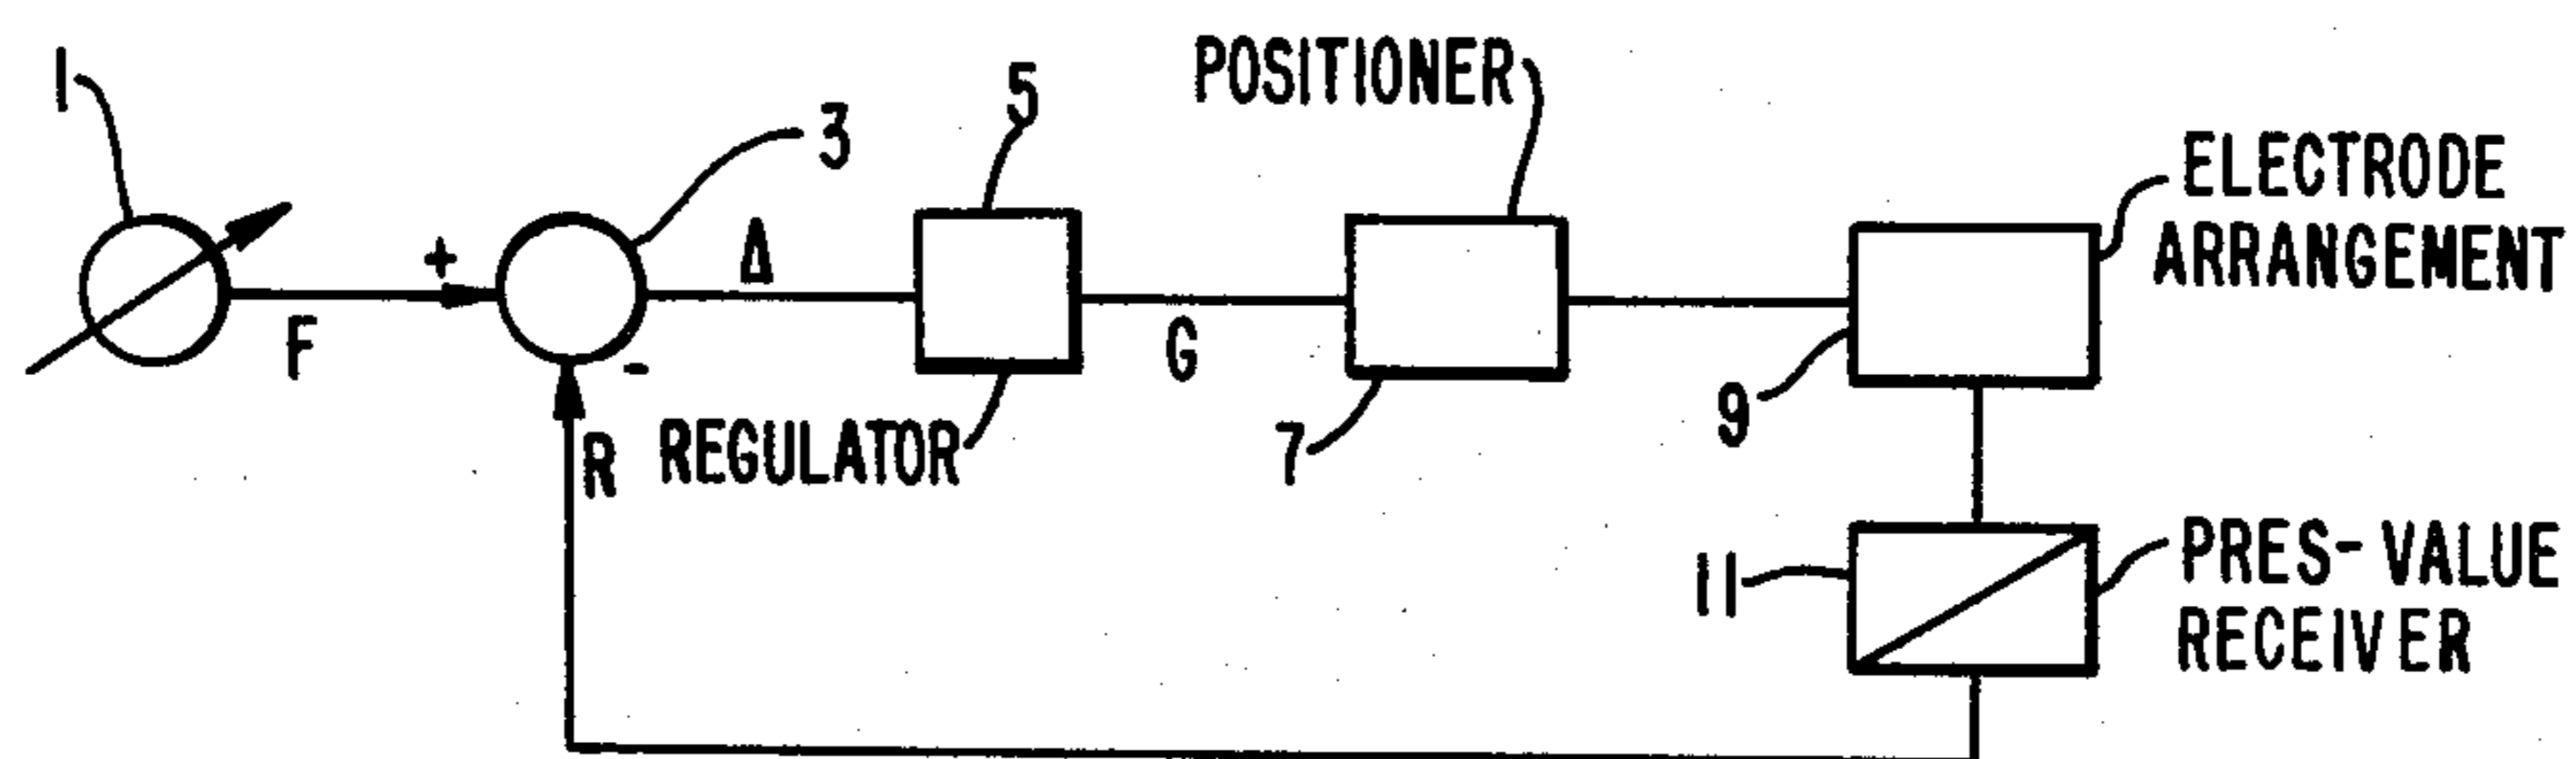 1
3
5
POSITIONER
ELECTRODE
ARRANGEMENT
+
F
-
Δ
G
R
REGULATOR
7
9
11
PRES-VALUE
RECEIVER